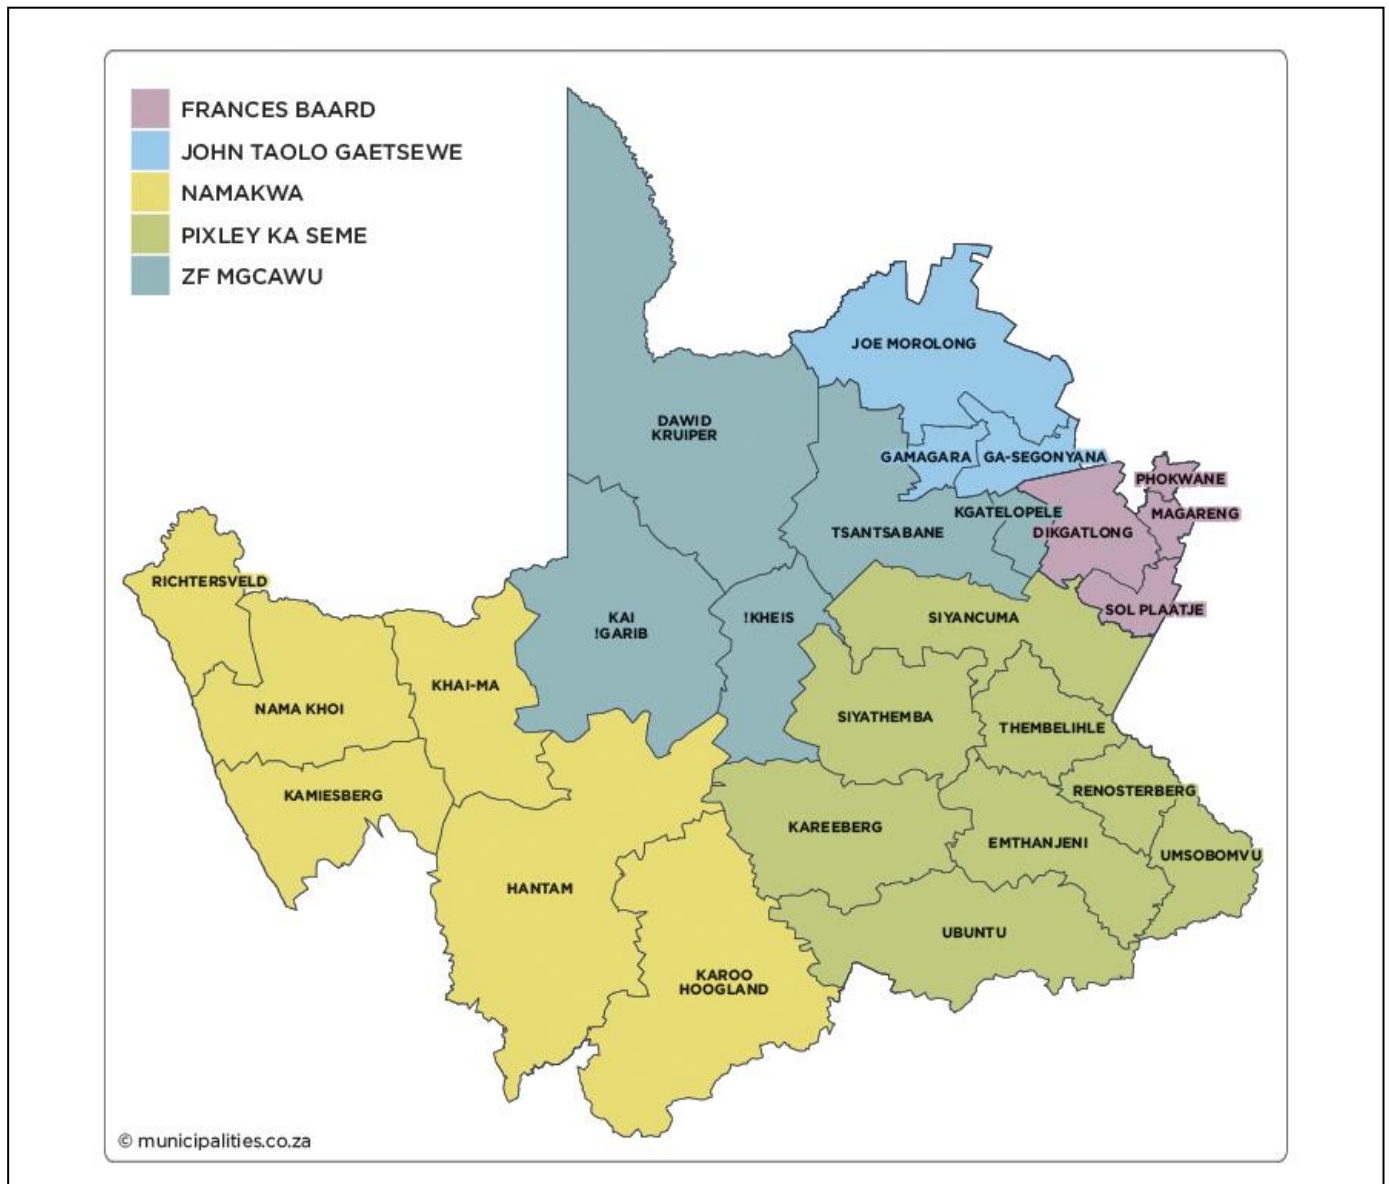 FRANCES BAARD
JOHN TAOLO GAETSEWE
NAMAKWA
PIXLEY KA SEME
ZF MGCAWU
JOE MOROLONG
DAWID
KRUIPER
GAMAGARA
GA-SEGONYANA
PHOKWANE
KGATELOPELE
MAGARENG
TSANTSABANE
DIKGATLONG
RICHTERSVELD
SOL PLAATJE
KAI
!GARIB
!KHEIS
SIYANCUMA
KHAI-MA
NAMA KHOI
SIYATHEMBA
THEMBELIHLE
KAMIESBERG
RENOSTERBERG
KAREEBERG
EMTHANJENI
UMSOBOMVU
HANTAM
UBUNTU
KAROO
HOOGLAND
© municipalities.co.za